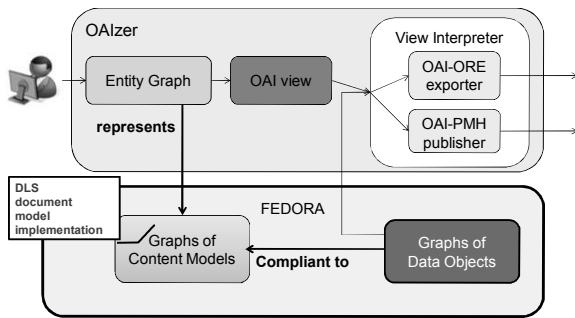 OAIzer
View Interpreter
Entity Graph
OAI view
OAI-ORE
exporter
OAI-PMH
publisher
represents
DLS
document
model
implementation
FEDORA
Graphs of
Content Models
Compliant to
Graphs of
Data Objects